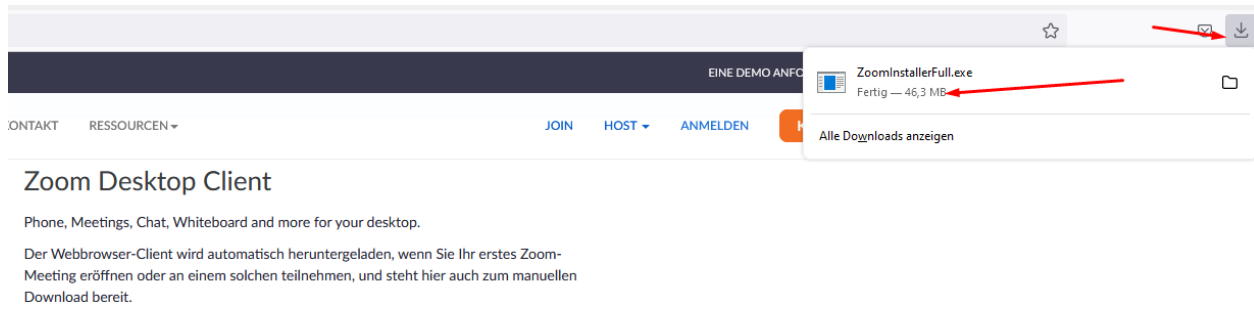 EINE DEMO ANFO
ZoomInstallerFull.exe
Fertig — 46,3 MB
Alle Downloads anzeigen
KONTAKT RESSOURCEN JOIN HOST ANMELDEN K
Zoom Desktop Client
Phone, Meetings, Chat, Whiteboard and more for your desktop.
Der Webbrowser-Client wird automatisch heruntergeladen, wenn Sie Ihr erstes Zoom-
Meeting eröffnen oder an einem solchen teilnehmen, und steht hier auch zum manuellen
Download bereit.